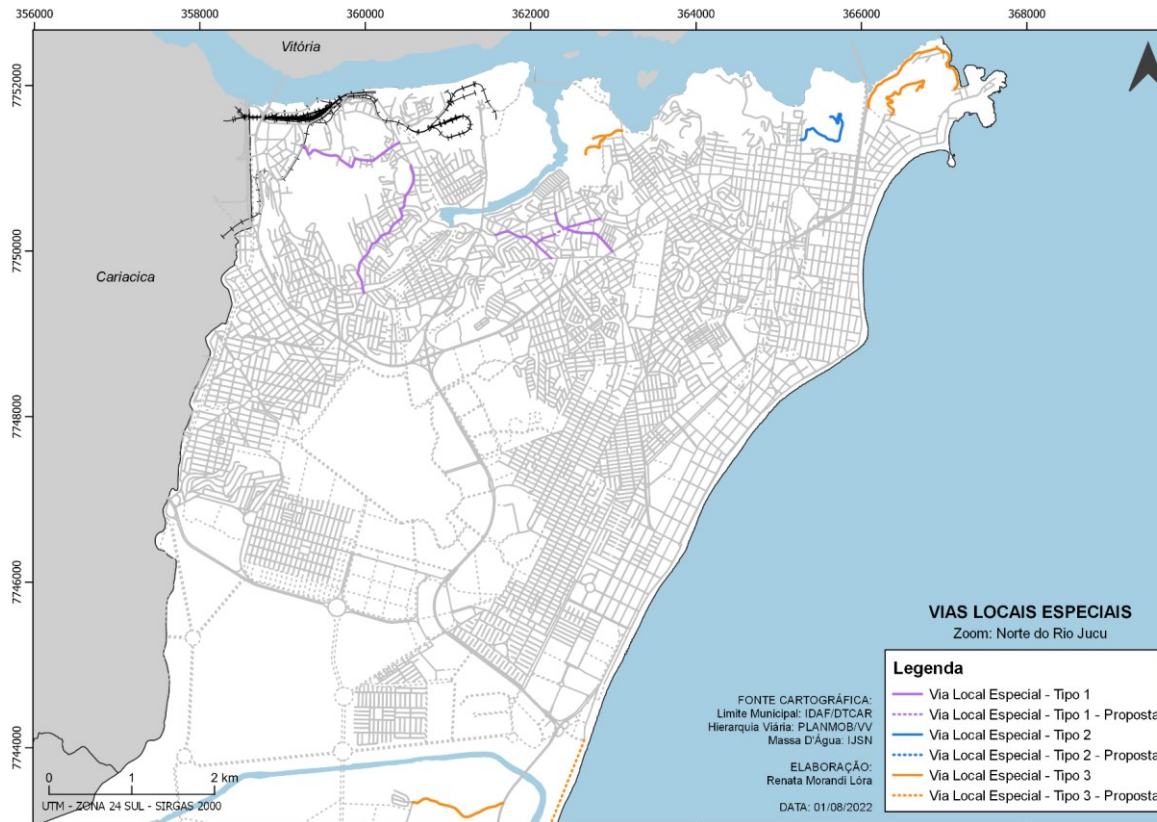 356000 358000 360000 362000 364000 366000 368000
Vitória
7752000
7750000
Cariacica
7748000
7746000
7744000
VIAS LOCAIS ESPECIAIS
Zoom: Norte do Rio Jucu
Legenda
Via Local Especial - Tipo 1
Via Local Especial - Tipo 1 - Proposta
Via Local Especial - Tipo 2
Via Local Especial - Tipo 2 - Proposta
Via Local Especial - Tipo 3
Via Local Especial - Tipo 3 - Proposta
FONTE CARTOGRÁFICA:
Limite Municipal: IDAF/DTCAR
Hierarquia Viária: PLANMOB/VV
Massa D'Água: IJSN
ELABORAÇÃO:
Renata Morandi Lóra
DATA: 01/08/2022
0 1 2 km
UTM - ZONA 24 SUL - SIRGAS 2000